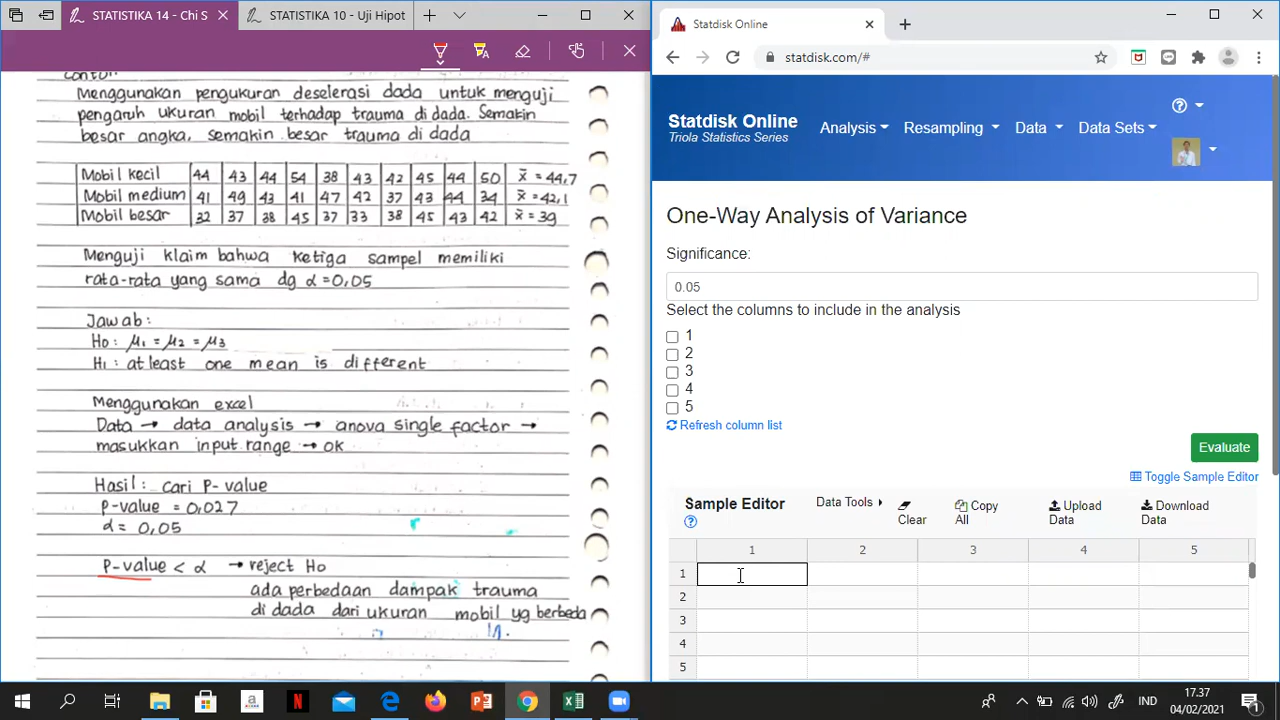 STATISTIKA 14 - Chi S
STATISTIKA 10 - Uji Hipot
Menggunakan pengukuran deselerasi dada untuk menguji
pengaruh ukuran mobil terhadap trauma di dada. Semakin
besar angka, semakin besar trauma di dada
Mobil kecil 44 43 44 54 38 43 42 45 44 50 x̄ = 44,7
Mobil medium 41 49 43 41 47 42 37 43 44 34 x̄ = 42,1
Mobil besar 32 37 38 45 37 33 38 45 43 42 x̄ = 39
Menguji klaim bahwa ketiga sampel memiliki
rata-rata yang sama dg α = 0,05
Jawab:
H0: μ1 = μ2 = μ3
H1: at least one mean is different
Menggunakan excel
Data → data analysis → anova single factor →
masukkan input range → ok
Hasil: cari P-value
P-value = 0,027
α = 0,05
P-value < α → reject Ho
ada perbedaan dampak trauma
di dada dari ukuran mobil yg berbeda
Statdisk Online
statdisk.com/#
Statdisk Online
Triola Statistics Series
Analysis
Resampling
Data
Data Sets
One-Way Analysis of Variance
Significance:
0.05
Select the columns to include in the analysis
1
2
3
4
5
Refresh column list
Evaluate
Toggle Sample Editor
Sample Editor
Data Tools
Clear
Copy All
Upload Data
Download Data
1 2 3 4 5
1
2
3
4
5
IND
17.37
04/02/2021